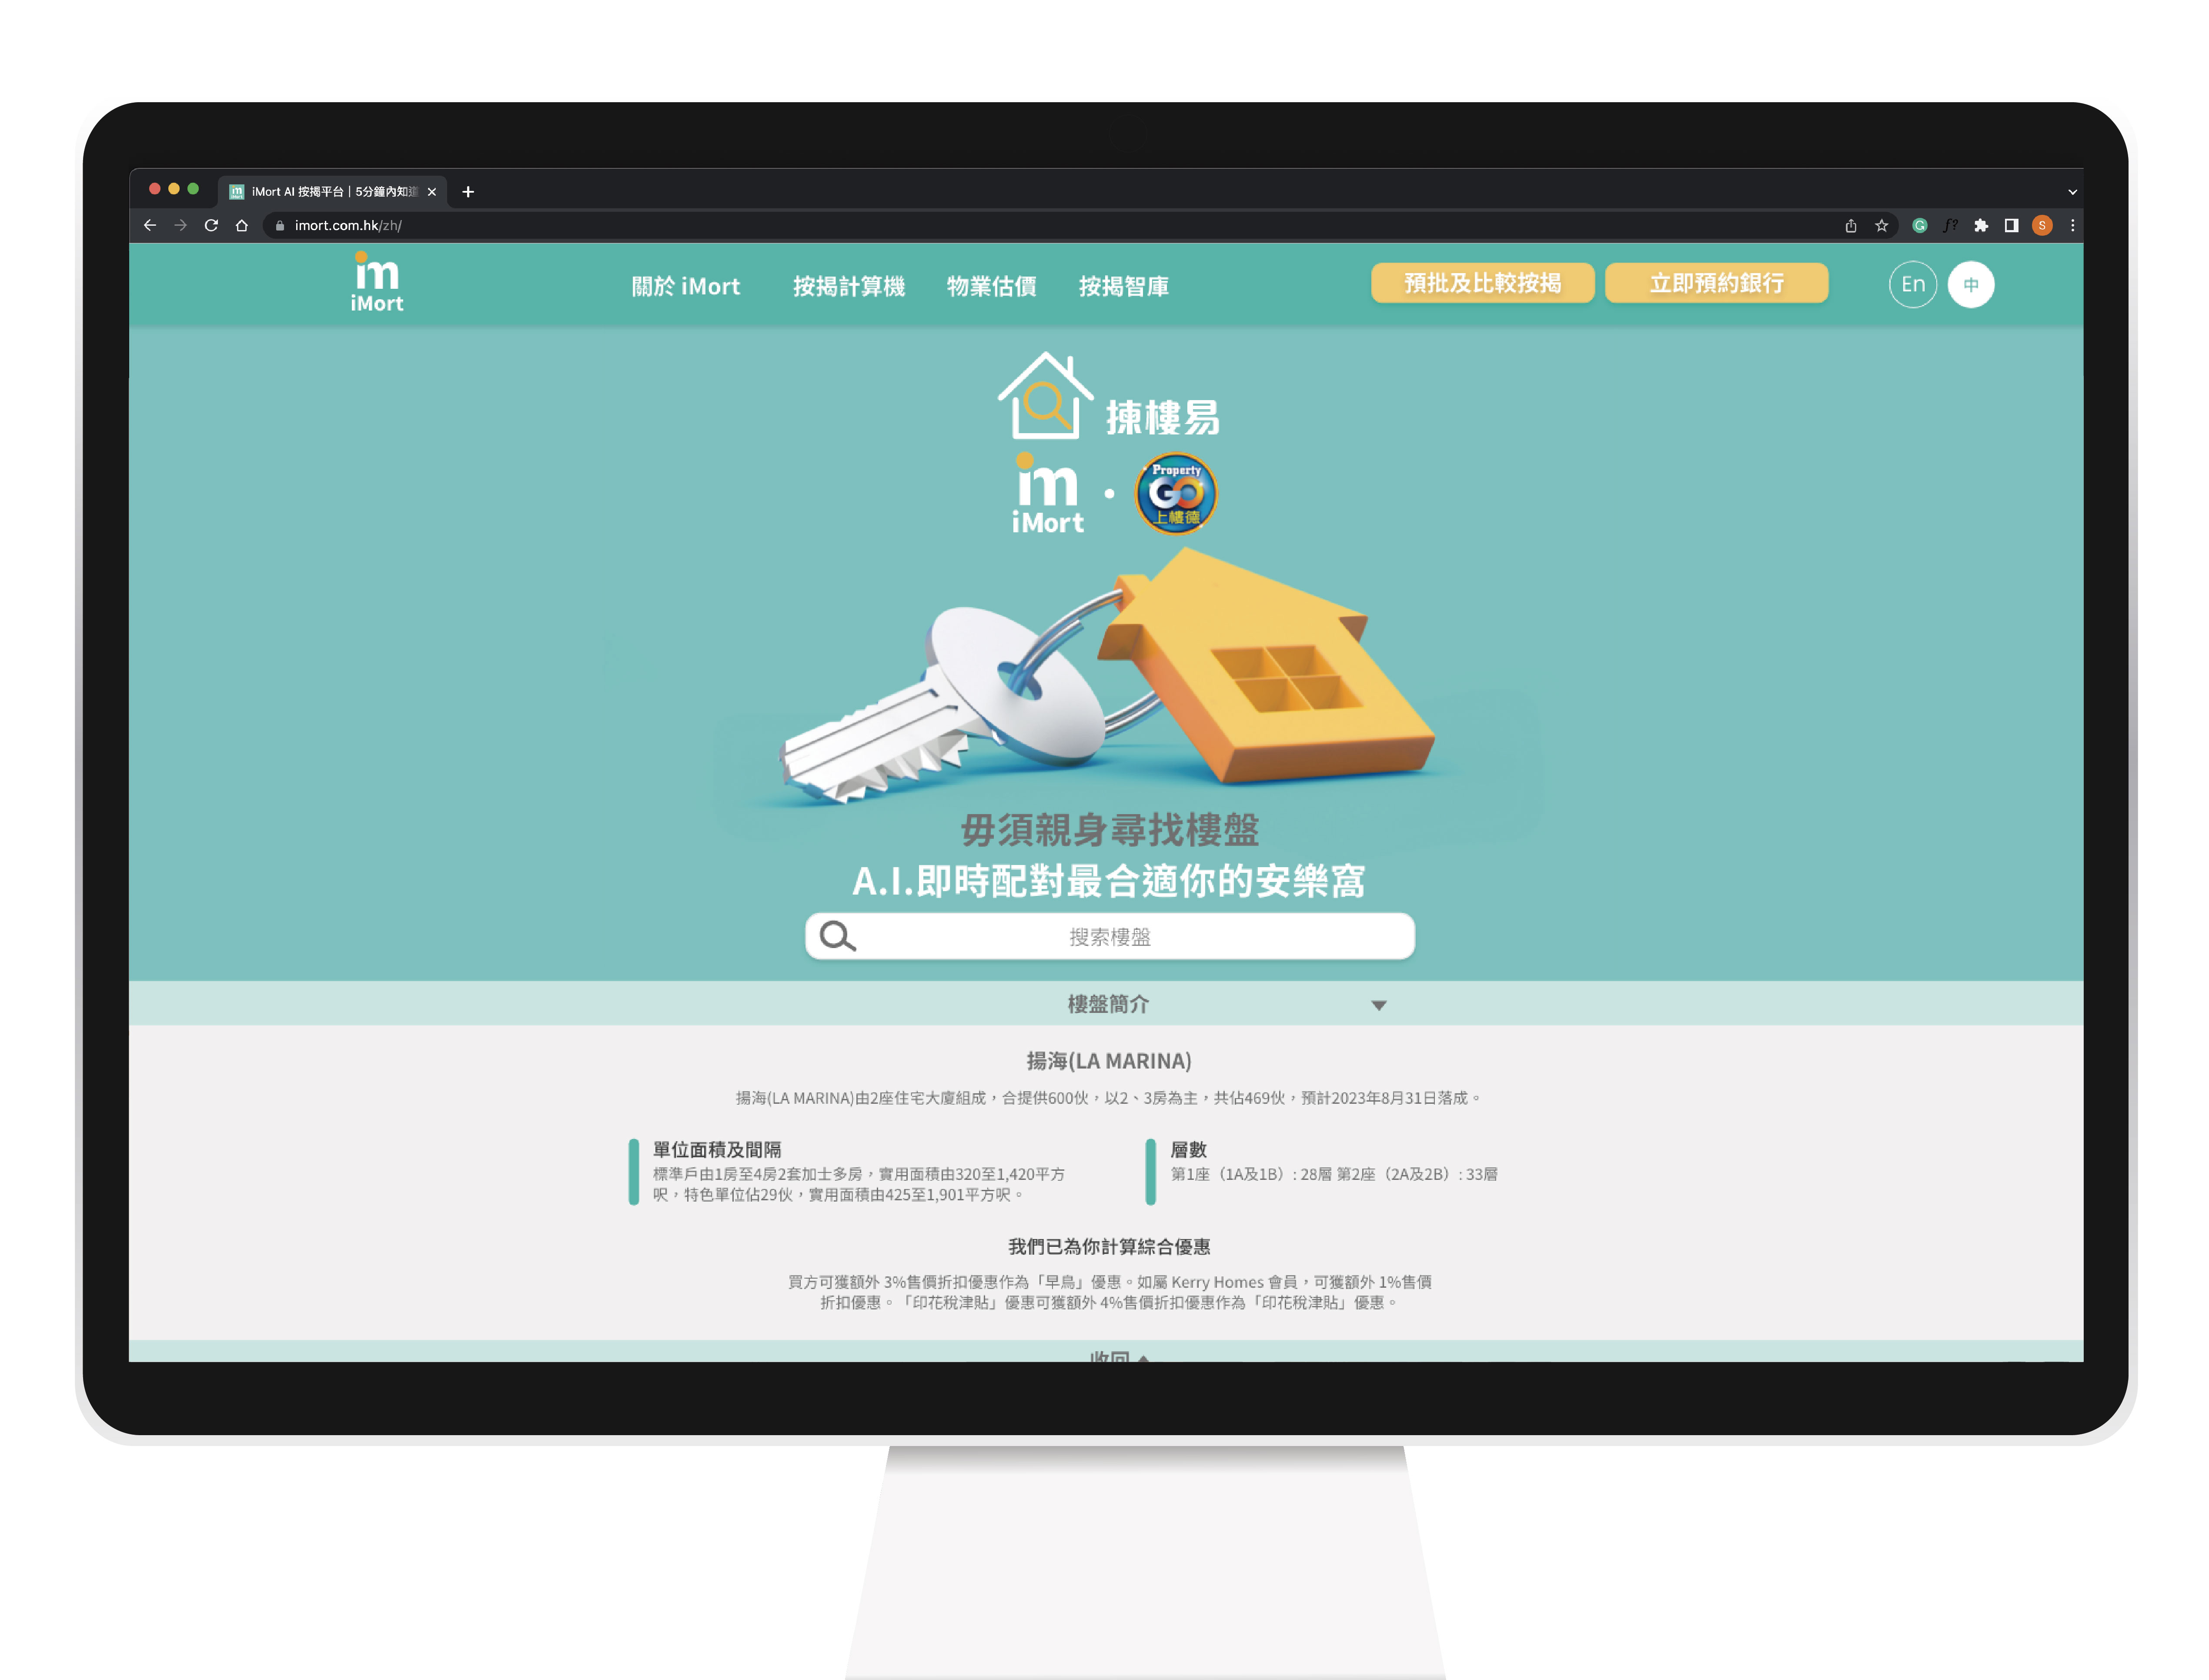 iMort AI 按揭平台 | 5分鐘內知道
imort.com.hk/zh/
S
im
iMort
關於 iMort
按揭計算機
物業估價
按揭智庫
預批及比較按揭
立即預約銀行
En
中
揀樓易
im
iMort
Property
GO
上樓德
毋須親身尋找樓盤
A.I.即時配對最合適你的安樂窩
搜索樓盤
樓盤簡介
揚海(LA MARINA)
揚海(LA MARINA)由2座住宅大廈組成，合提供600伙，以2、3房為主，共佔469伙，預計2023年8月31日落成。
單位面積及間隔
標準戶由1房至4房2套加士多房，實用面積由320至1,420平方
呎，特色單位佔29伙，實用面積由425至1,901平方呎。
層數
第1座（1A及1B）: 28層 第2座（2A及2B）: 33層
我們已為你計算綜合優惠
買方可獲額外 3%售價折扣優惠作為「早鳥」優惠。如屬 Kerry Homes 會員，可獲額外 1%售價
折扣優惠。「印花稅津貼」優惠可獲額外 4%售價折扣優惠作為「印花稅津貼」優惠。
收回